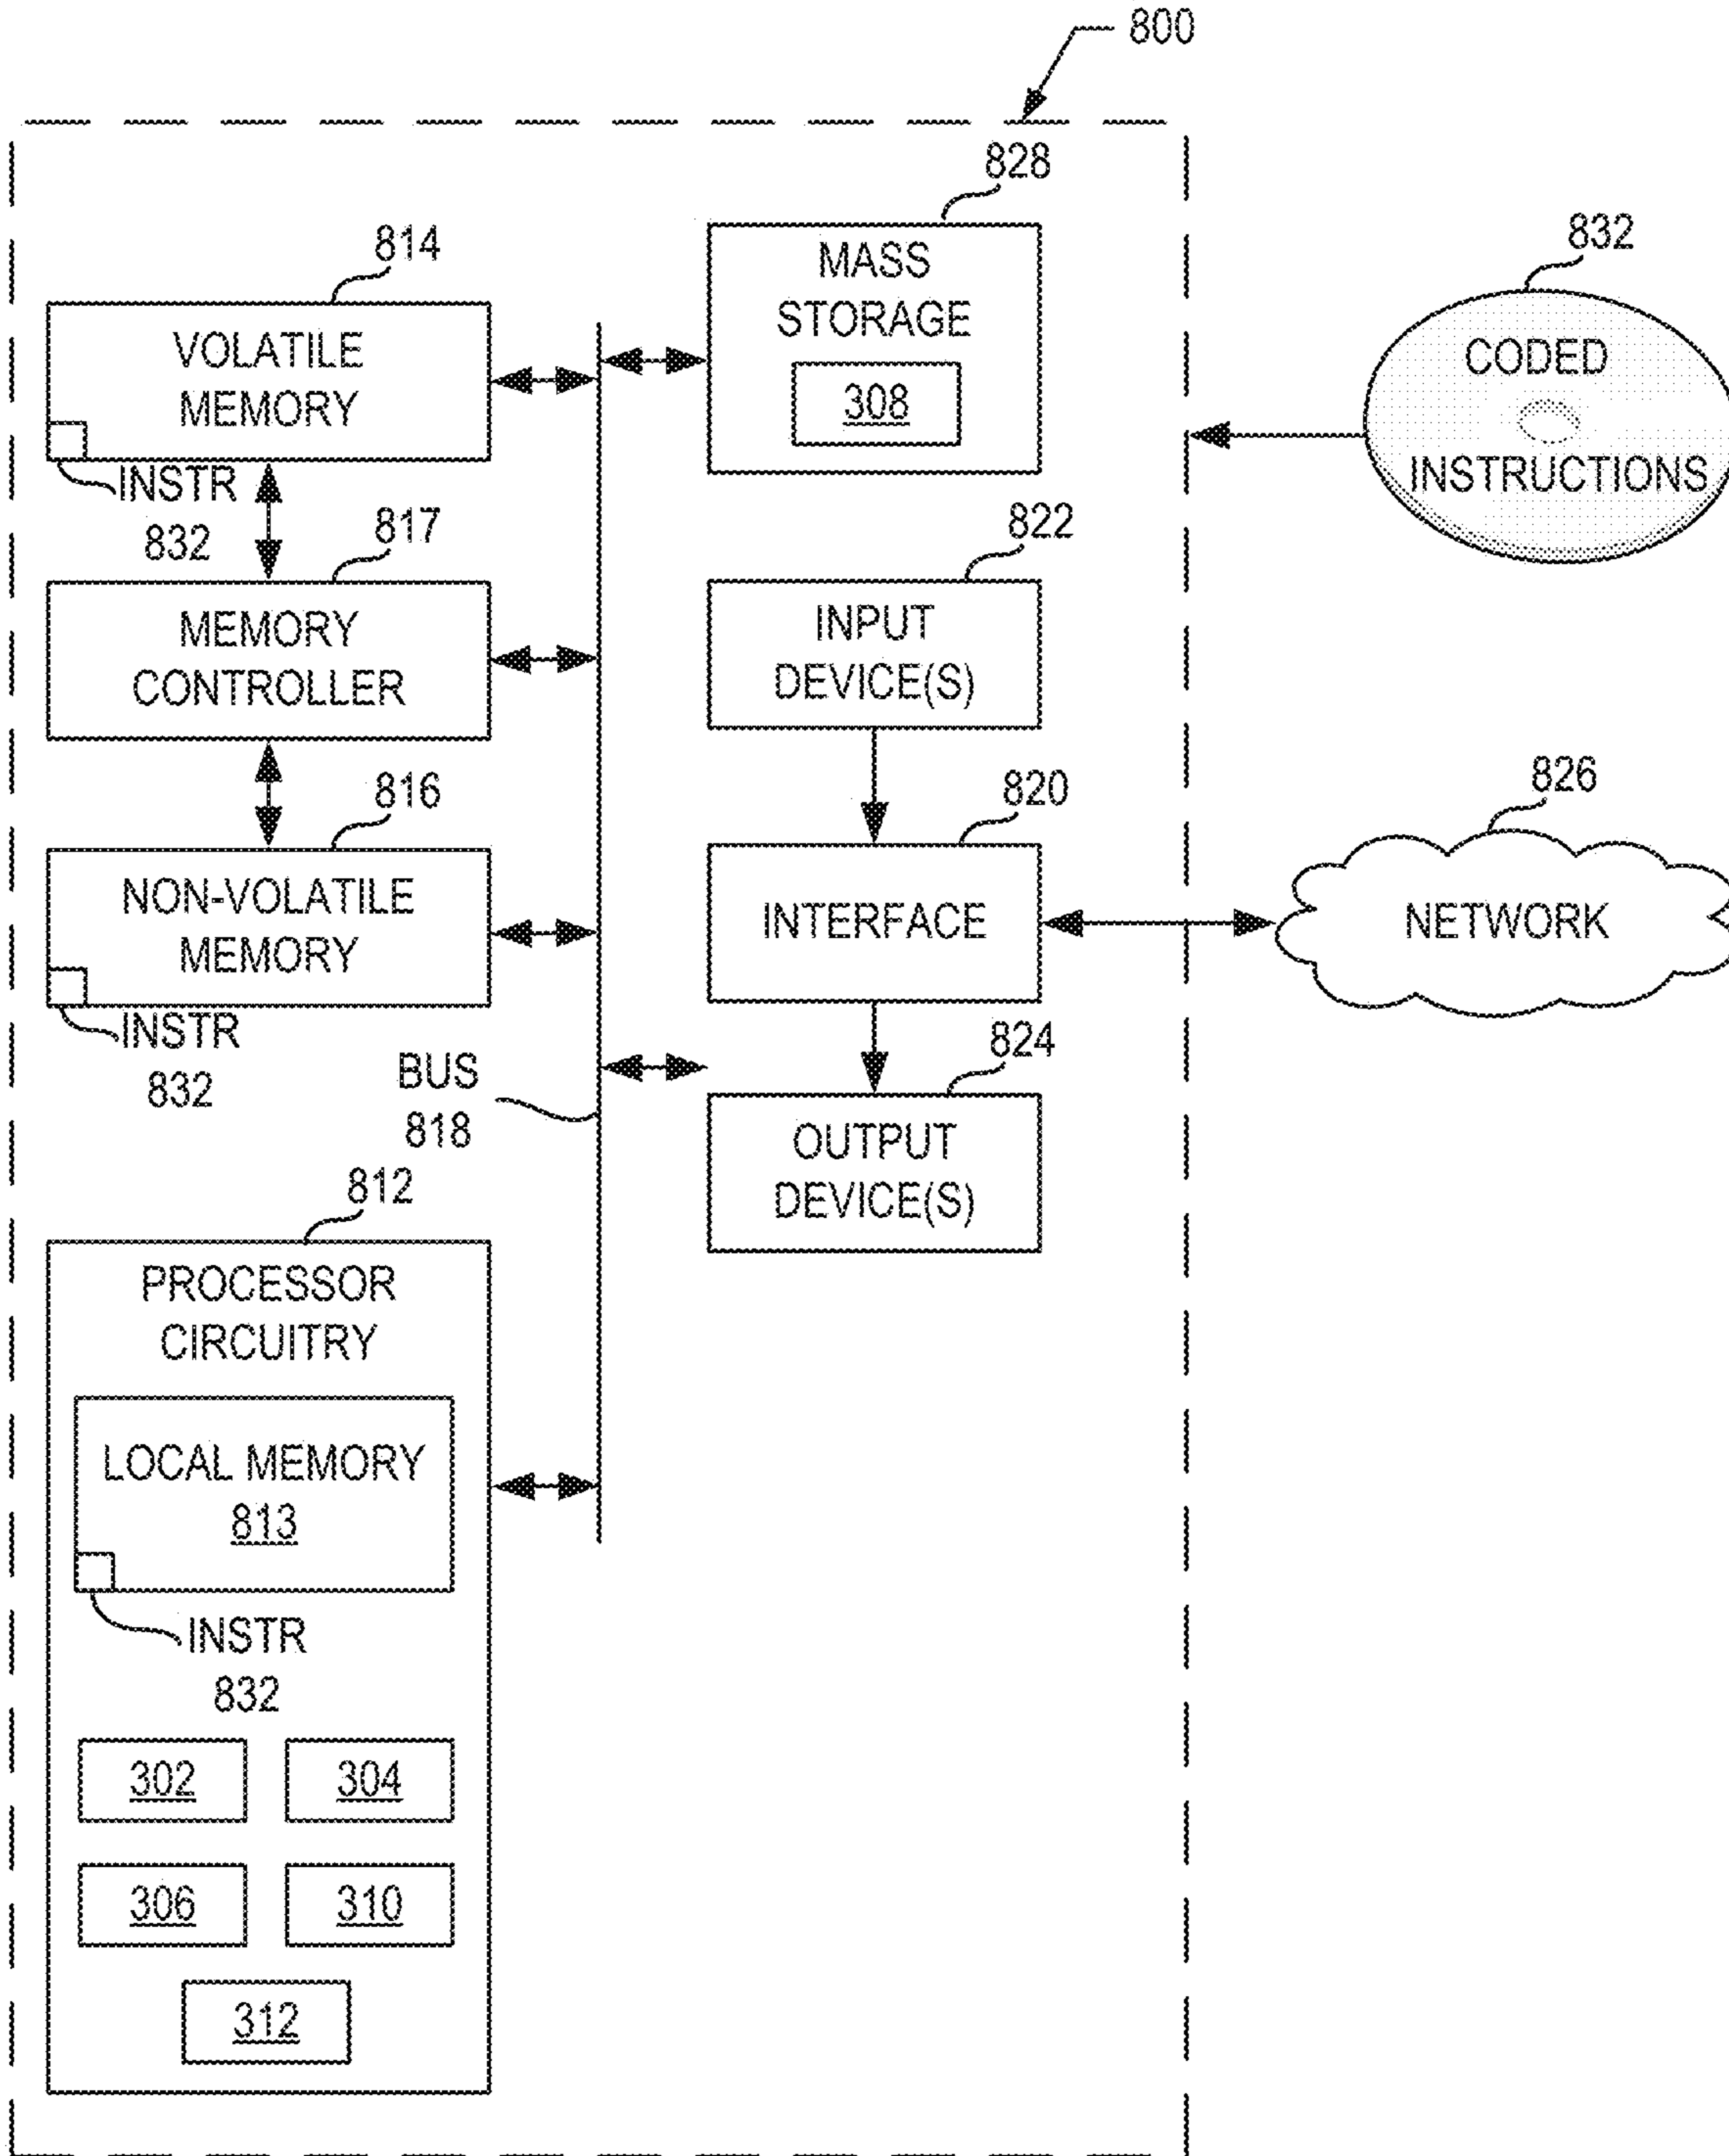 800
828
MASS
STORAGE
308
814
VOLATILE
MEMORY
INSTR
832
817
MEMORY
CONTROLLER
816
NON-VOLATILE
MEMORY
INSTR
832
BUS
818
822
INPUT
DEVICE(S)
820
INTERFACE
824
OUTPUT
DEVICE(S)
812
PROCESSOR
CIRCUITRY
LOCAL MEMORY
813
INSTR
832
302
304
306
310
312
832
CODED
INSTRUCTIONS
826
NETWORK